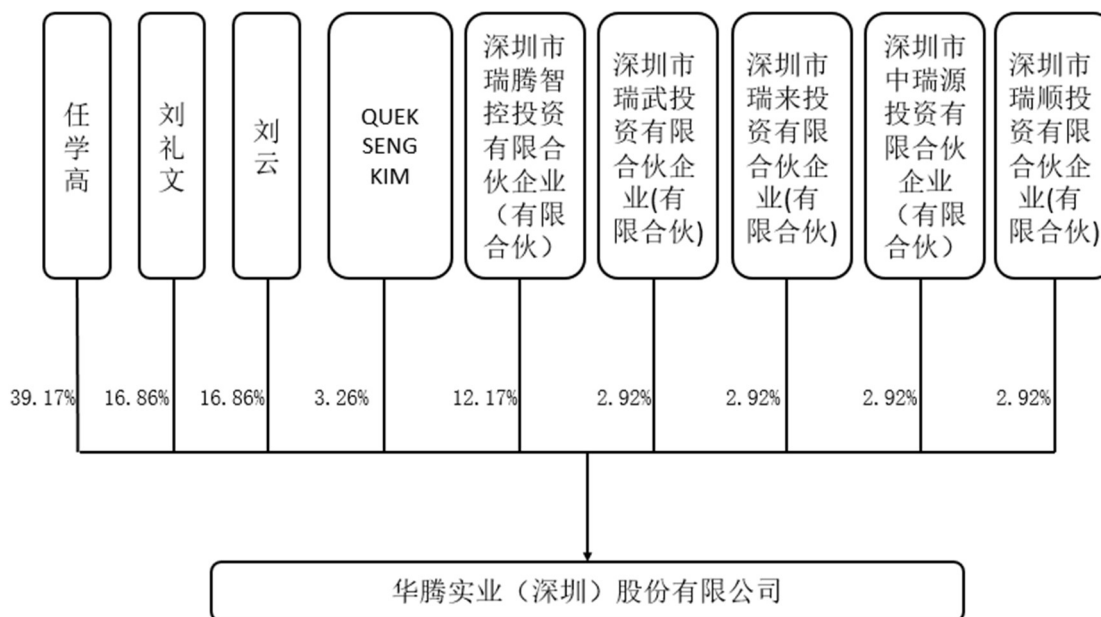 任
学
高
刘
礼
文
刘
云
QUEK
SENG
KIM
深圳市
瑞腾智
控投资
有限合
伙企业
（有限
合伙）
深圳市
瑞武投
资有限
合伙企
业(有
限合伙)
深圳市
瑞来投
资有限
合伙企
业(有
限合伙)
深圳市
中瑞源
投资有
限合伙
企业
（有限
合伙）
深圳市
瑞顺投
资有限
合伙企
业(有
限合伙)
39.17%
16.86%
16.86%
3.26%
12.17%
2.92%
2.92%
2.92%
2.92%
华腾实业（深圳）股份有限公司